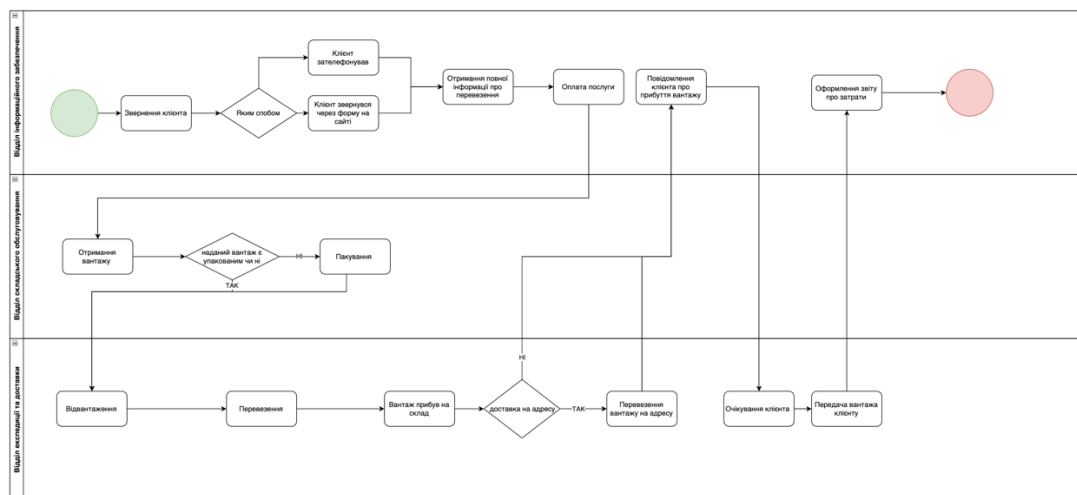 Відділ інформаційного забезпечення
Звернення клієнта
Яким спобом
Клієнт
зателефонував
Клієнт звернувся
через форму на
сайті
Отримання повної
інформації про
перевезення
Оплата послуги
Повідомлення
клієнта про
прибуття вантажу
Оформлення звіту
про затрати
Відділ складського обслуговування
Отримання
вантажу
наданий вантаж є
упакованим чи ні
НІ
Пакування
ТАК
Відділ експедиції та доставки
Відвантаження
Перевезення
Вантаж прибув на
склад
НІ
доставка на адресу
ТАК
Перевезення
вантажу на адресу
Очікування клієнта
Передача вантажа
клієнту